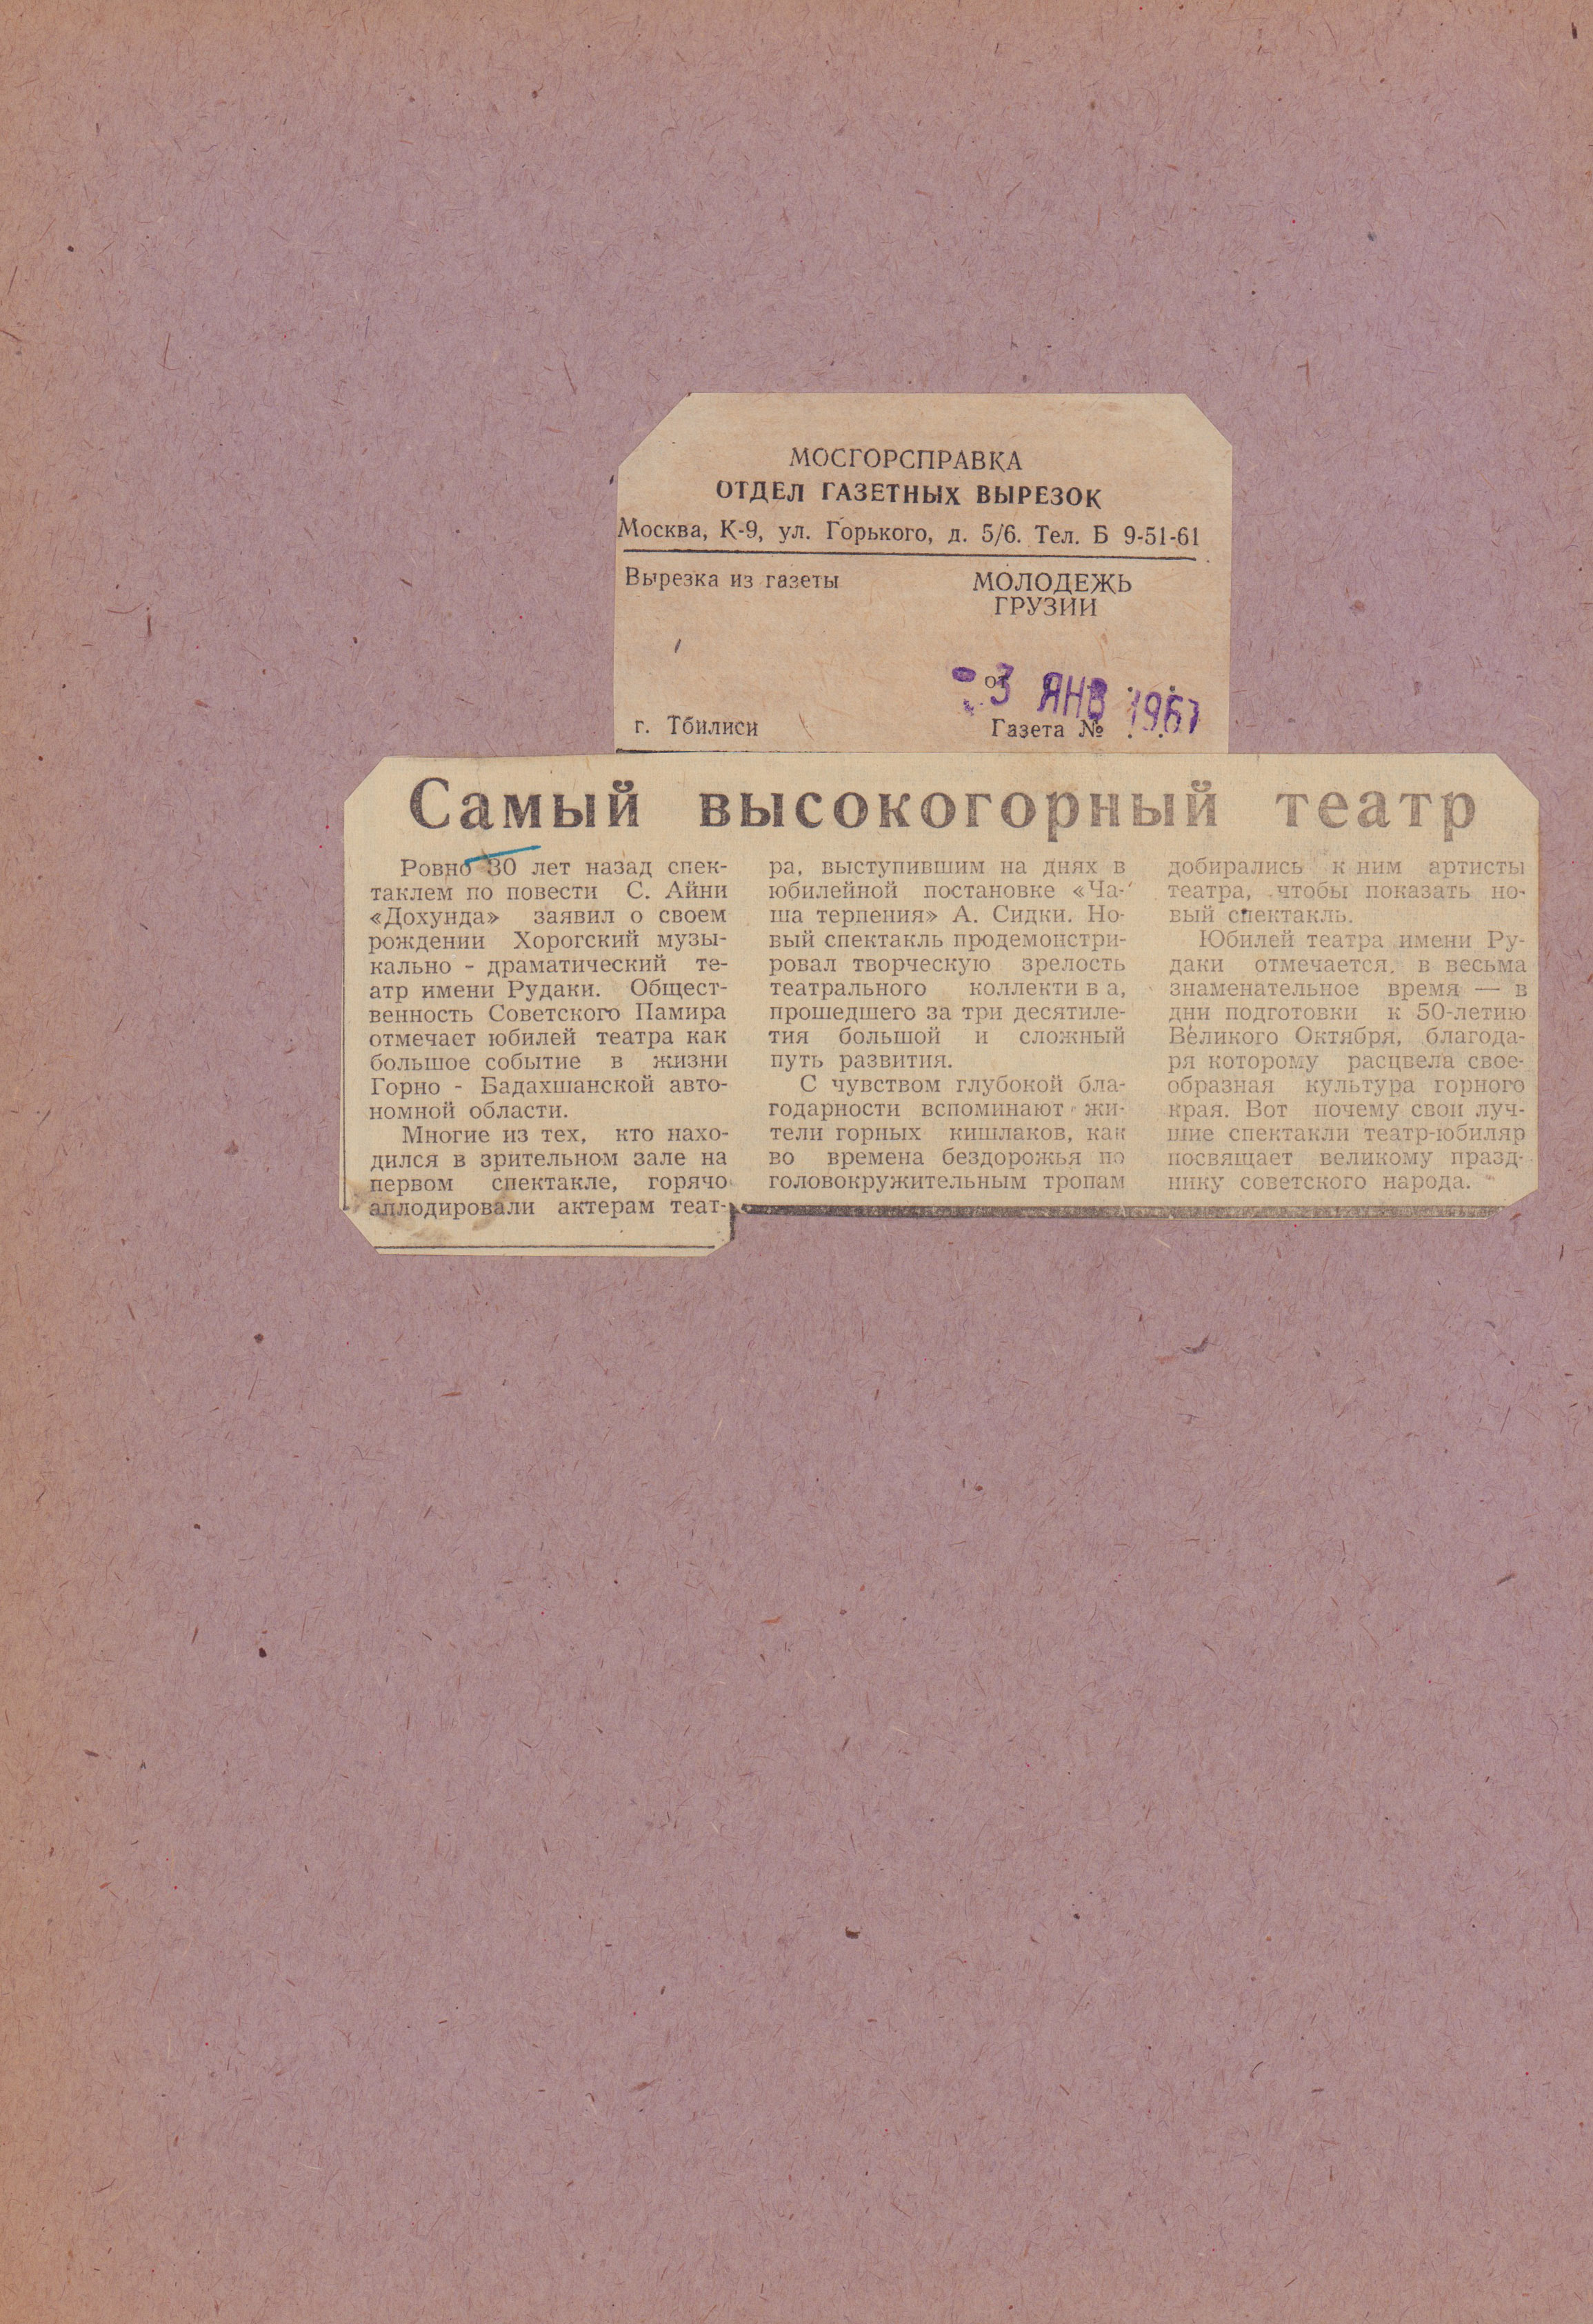 МОСГОРСПРАВКА
ОТДЕЛ ГАЗЕТНЫХ ВЫРЕЗОК
Москва, К-9, ул. Горького, д. 5/6. Тел. Б 9-51-61
Вырезка из газеты
МОЛОДЕЖЬ
ГРУЗИИ
от
3 ЯНВ 1967
г. Тбилиси
Газета № . .
Самый высокогорный театр
Ровно 30 лет назад спек-
таклем по повести С. Айни
«Дохунда» заявил о своем
рождении Хорогский музы-
кально - драматический те-
атр имени Рудаки. Общест-
венность Советского Памира
отмечает юбилей театра как
большое событие в жизни
Горно - Бадахшанской авто-
номной области.
Многие из тех, кто нахо-
дился в зрительном зале на
первом спектакле, горячо
аплодировали актерам теат-
ра, выступившим на днях в
юбилейной постановке «Ча-
ша терпения» А. Сидки. Но-
вый спектакль продемонстри-
ровал творческую зрелость
театрального коллектива,
прошедшего за три десятиле-
тия большой и сложный
путь развития.
С чувством глубокой бла-
годарности вспоминают жи-
тели горных кишлаков, как
во времена бездорожья по
головокружительным тропам
добирались к ним артисты
театра, чтобы показать но-
вый спектакль.
Юбилей театра имени Ру-
даки отмечается в весьма
знаменательное время — в
дни подготовки к 50-летию
Великого Октября, благода-
ря которому расцвела свое-
образная культура горного
края. Вот почему свои луч-
шие спектакли театр-юбиляр
посвящает великому празд-
нику советского народа.